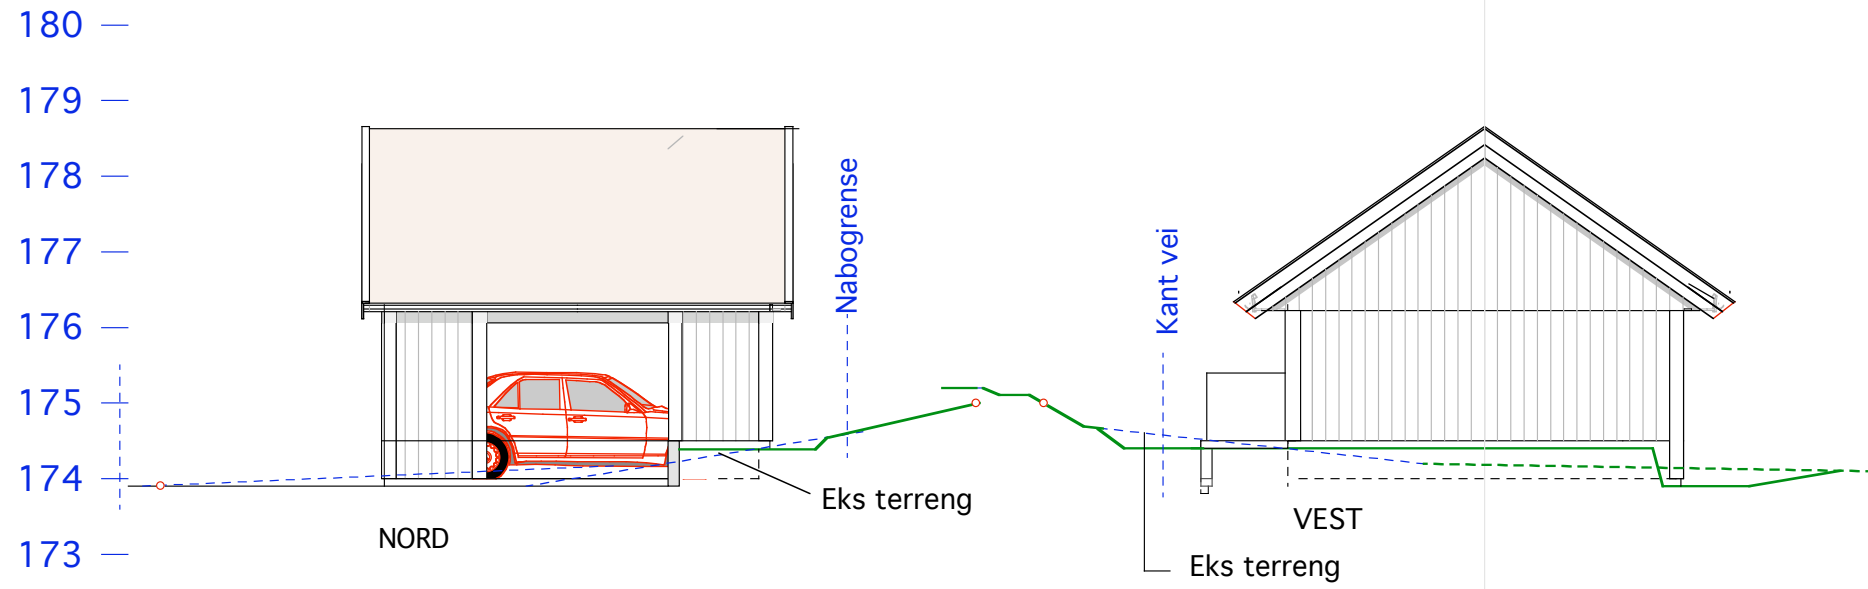 180
179
178
177
176
175
174
173
Nabogrense
Eks terreng
NORD
Kant vei
VEST
Eks terreng